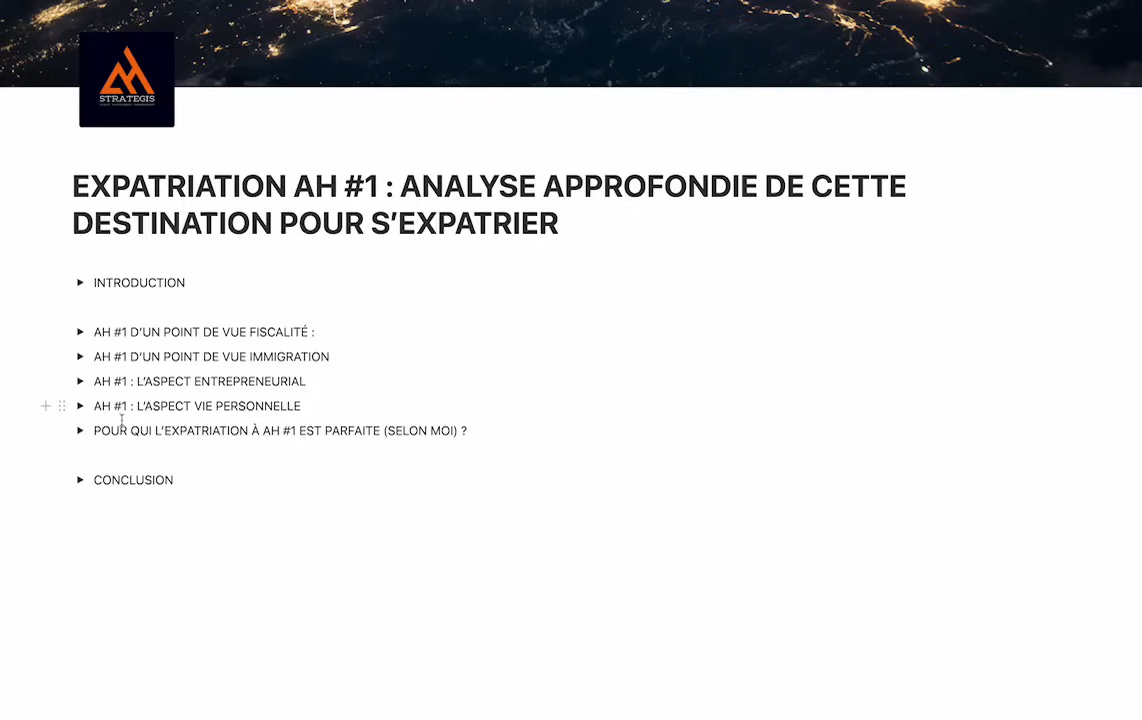 STRATEGIS
EXPATRIATION AH #1 : ANALYSE APPROFONDIE DE CETTE
DESTINATION POUR S’EXPATRIER
INTRODUCTION
AH #1 D’UN POINT DE VUE FISCALITÉ :
AH #1 D’UN POINT DE VUE IMMIGRATION
AH #1 : L’ASPECT ENTREPRENEURIAL
AH #1 : L’ASPECT VIE PERSONNELLE
POUR QUI L’EXPATRIATION À AH #1 EST PARFAITE (SELON MOI) ?
CONCLUSION